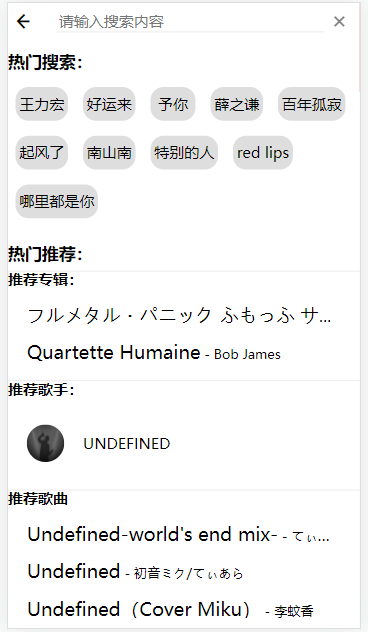 请输入搜索内容
热门搜索：
王力宏 好运来 予你 薛之谦 百年孤寂
起风了 南山南 特别的人 red lips
哪里都是你
热门推荐：
推荐专辑：
フルメタル・パニック ふもっふ サ...
Quartette Humaine - Bob James
推荐歌手：
UNDEFINED
推荐歌曲
Undefined-world's end mix- - てぃ...
Undefined - 初音ミク/てぃあら
Undefined（Cover Miku） - 李蚊香